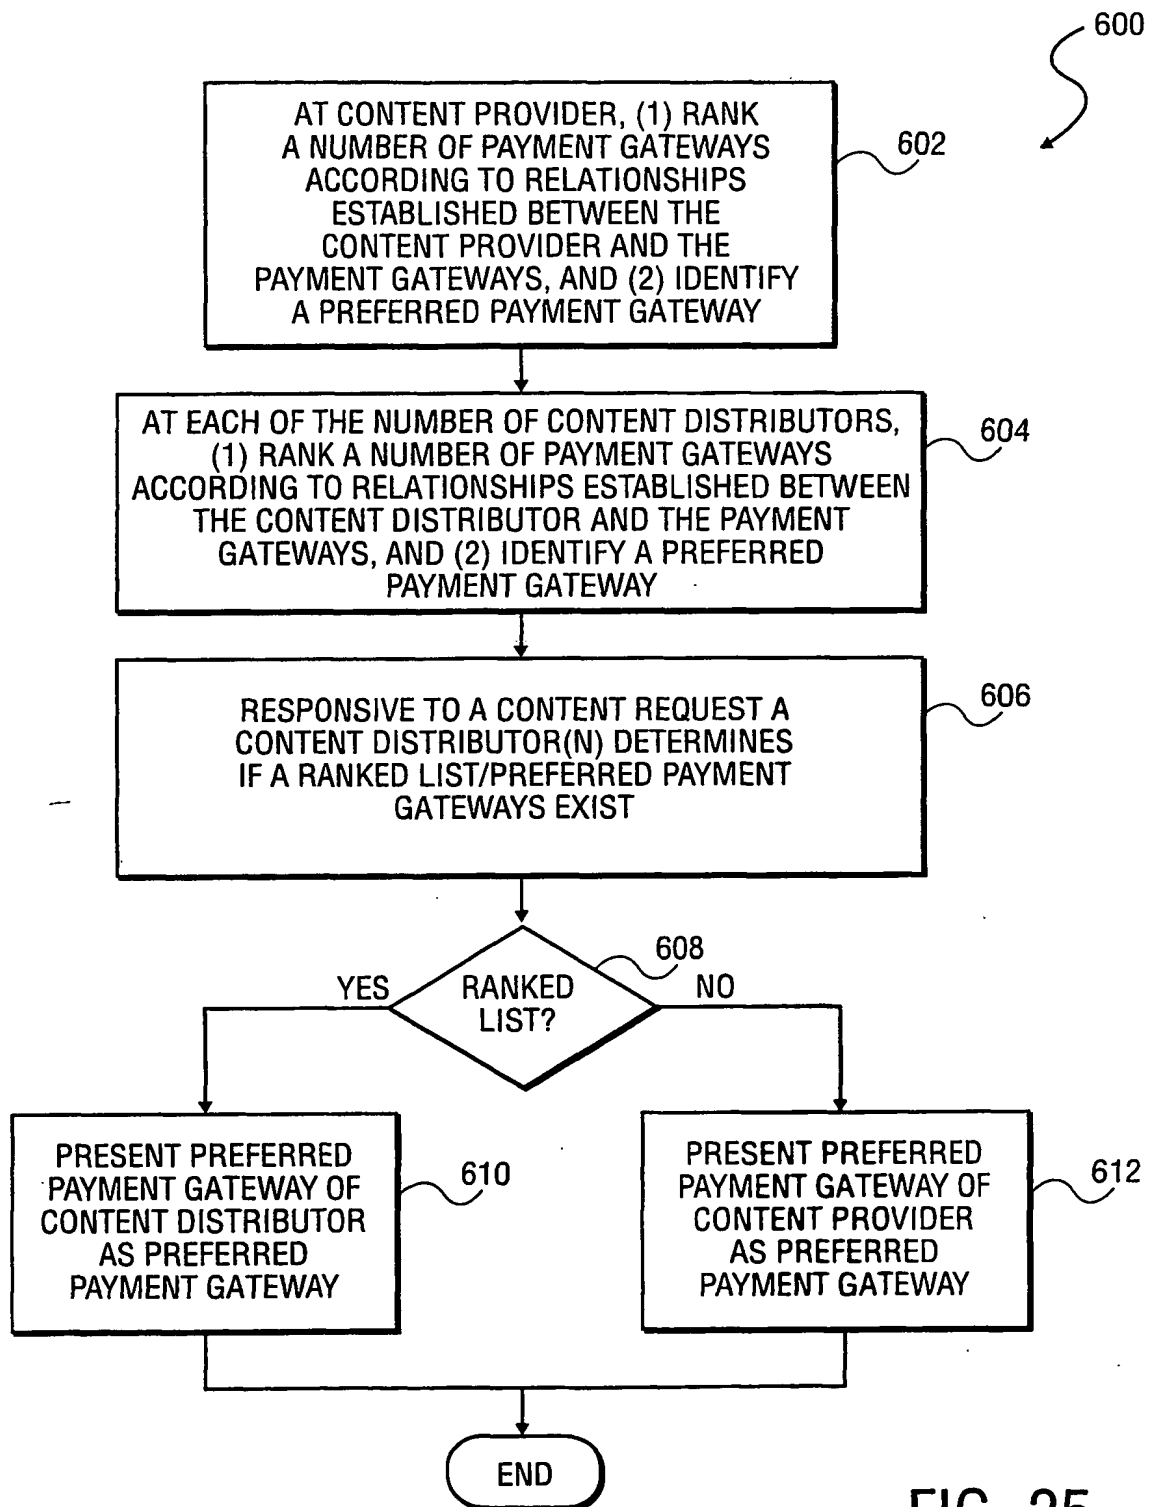 600
AT CONTENT PROVIDER, (1) RANK
A NUMBER OF PAYMENT GATEWAYS
ACCORDING TO RELATIONSHIPS
ESTABLISHED BETWEEN THE
CONTENT PROVIDER AND THE
PAYMENT GATEWAYS, AND (2) IDENTIFY
A PREFERRED PAYMENT GATEWAY
602
AT EACH OF THE NUMBER OF CONTENT DISTRIBUTORS,
(1) RANK A NUMBER OF PAYMENT GATEWAYS
ACCORDING TO RELATIONSHIPS ESTABLISHED BETWEEN
THE CONTENT DISTRIBUTOR AND THE PAYMENT
GATEWAYS, AND (2) IDENTIFY A PREFERRED
PAYMENT GATEWAY
604
RESPONSIVE TO A CONTENT REQUEST A
CONTENT DISTRIBUTOR(N) DETERMINES
IF A RANKED LIST/PREFERRED PAYMENT
GATEWAYS EXIST
606
608
YES
RANKED
LIST?
NO
PRESENT PREFERRED
PAYMENT GATEWAY OF
CONTENT DISTRIBUTOR
AS PREFERRED
PAYMENT GATEWAY
610
PRESENT PREFERRED
PAYMENT GATEWAY OF
CONTENT PROVIDER
AS PREFERRED
PAYMENT GATEWAY
612
END
FIG. 25